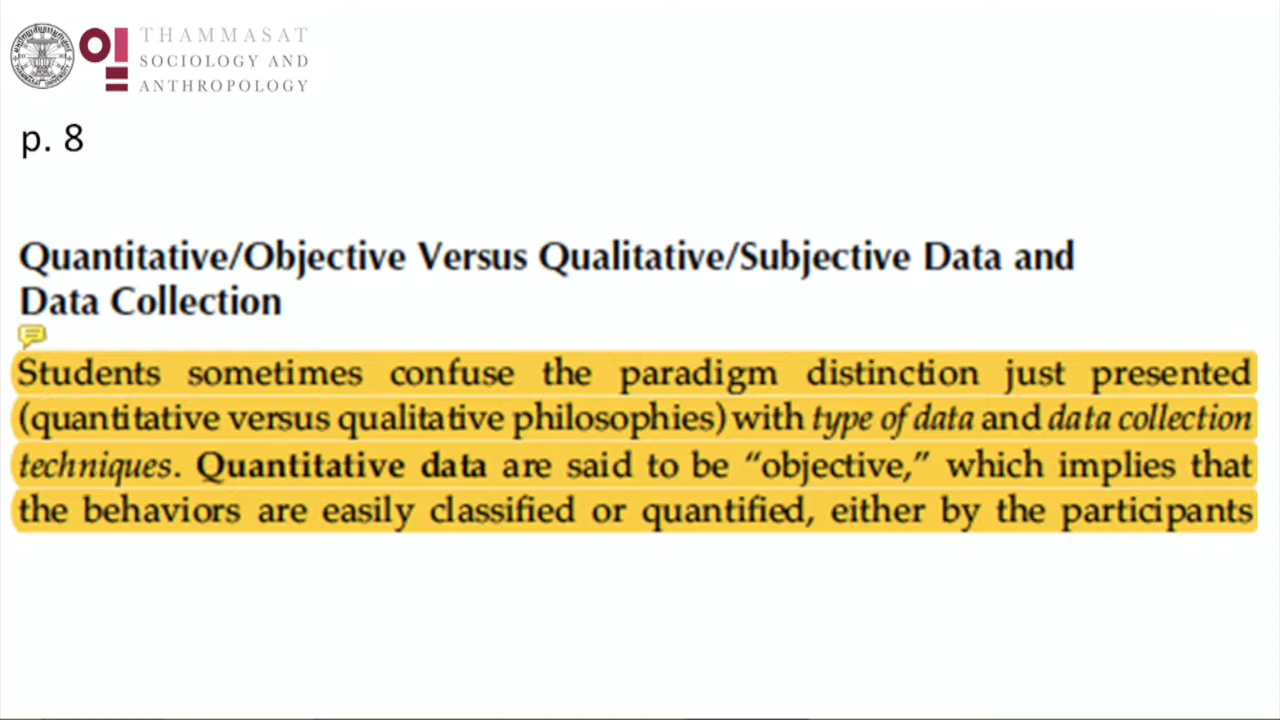 THAMMASAT
SOCIOLOGY AND
ANTHROPOLOGY
p. 8
Quantitative/Objective Versus Qualitative/Subjective Data and
Data Collection
Students sometimes confuse the paradigm distinction just presented
(quantitative versus qualitative philosophies) with type of data and data collection
techniques. Quantitative data are said to be “objective,” which implies that
the behaviors are easily classified or quantified, either by the participants